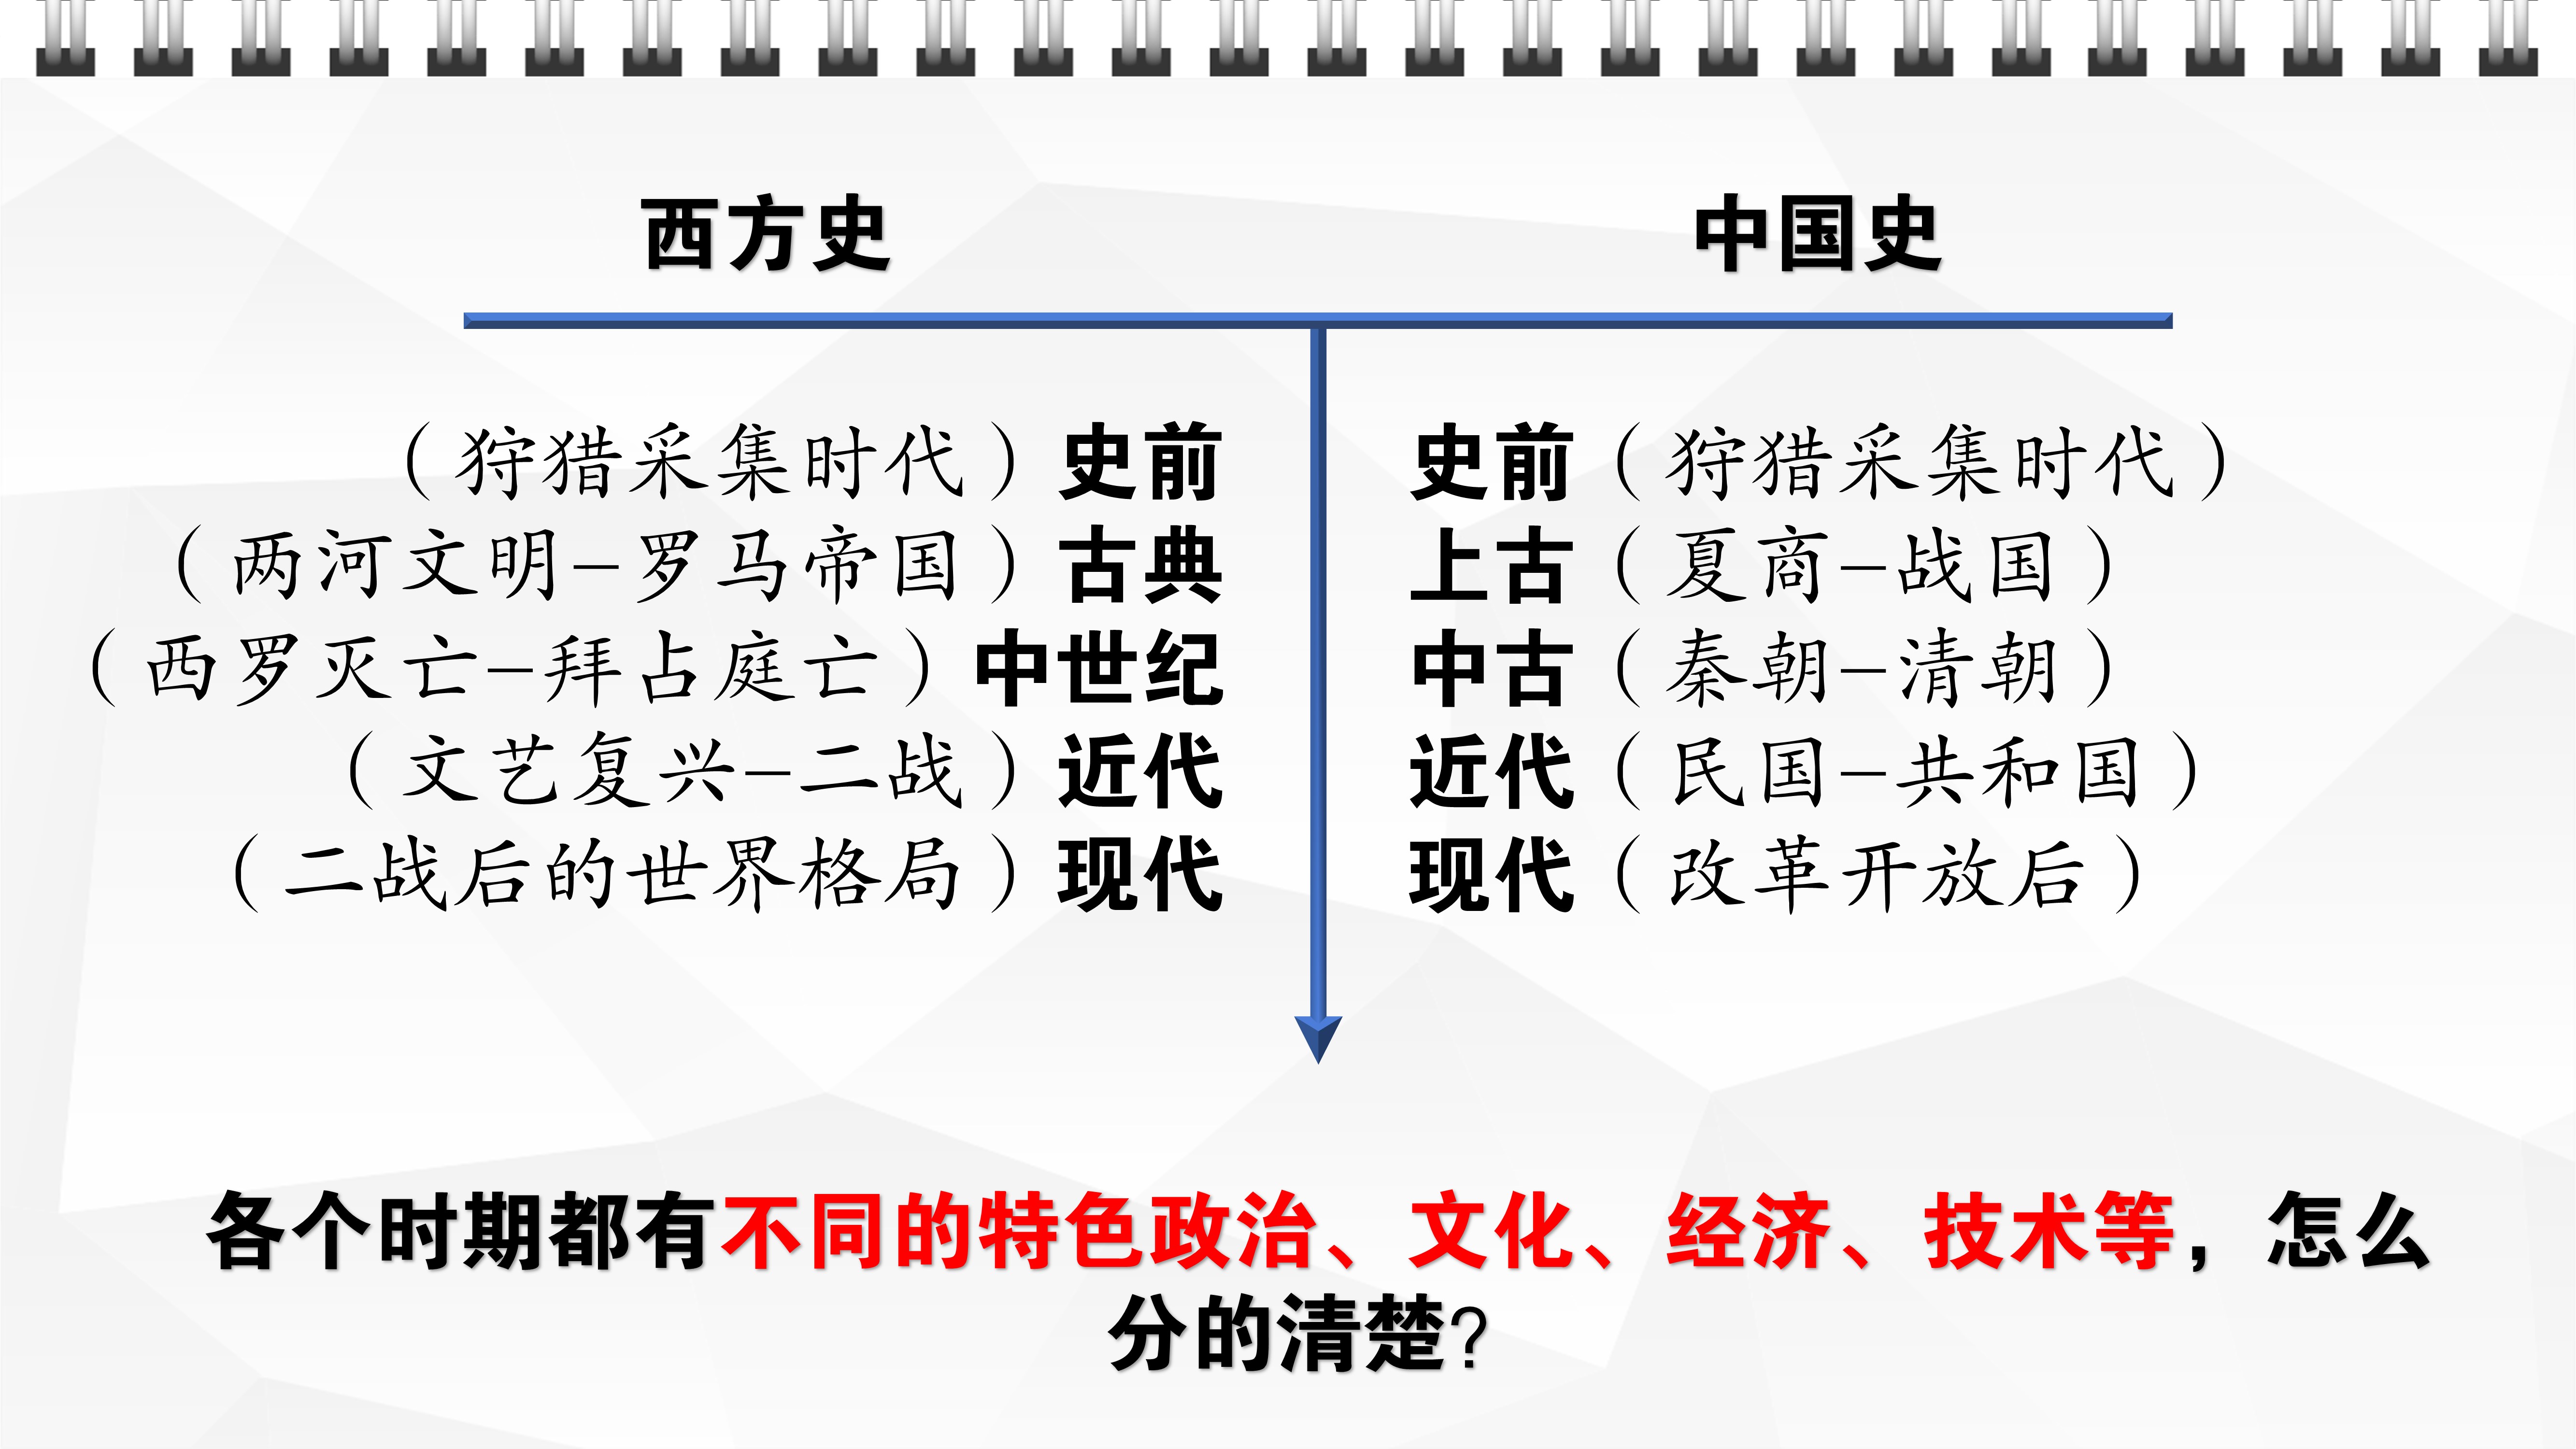 西方史
中国史
（狩猎采集时代）史前
（两河文明–罗马帝国）古典
（西罗灭亡–拜占庭亡）中世纪
（文艺复兴–二战）近代
（二战后的世界格局）现代
史前（狩猎采集时代）
上古（夏商–战国）
中古（秦朝–清朝）
近代（民国–共和国）
现代（改革开放后）
各个时期都有不同的特色政治、文化、经济、技术等，怎么
分的清楚?